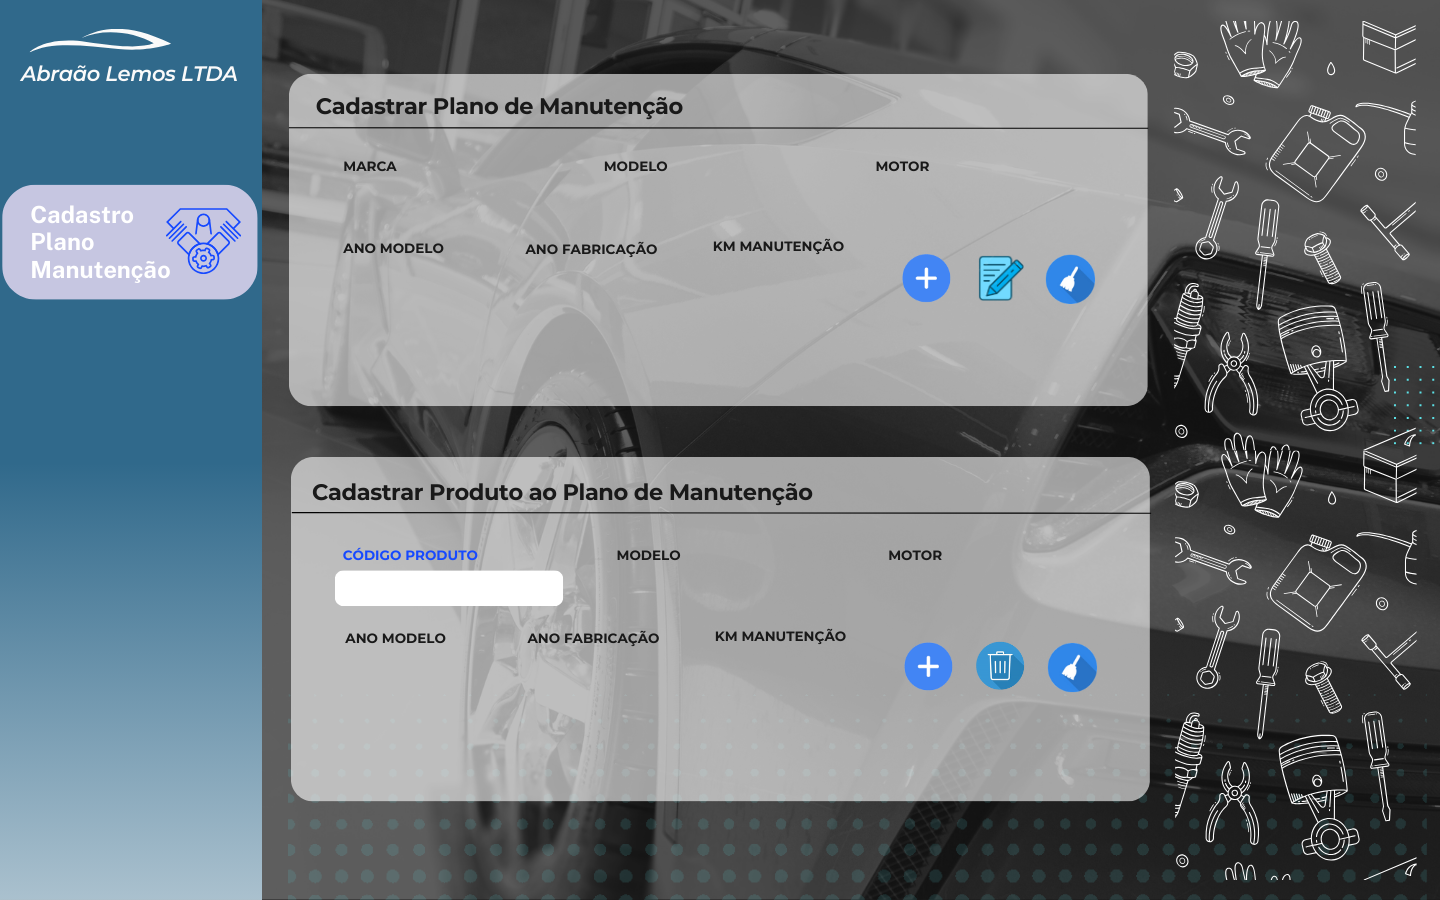 Abraão Lemos LTDA
Cadastro
Plano
Manutenção
Cadastrar Plano de Manutenção
MARCA
MODELO
MOTOR
ANO MODELO
ANO FABRICAÇÃO
KM MANUTENÇÃO
Cadastrar Produto ao Plano de Manutenção
CÓDIGO PRODUTO
MODELO
MOTOR
ANO MODELO
ANO FABRICAÇÃO
KM MANUTENÇÃO